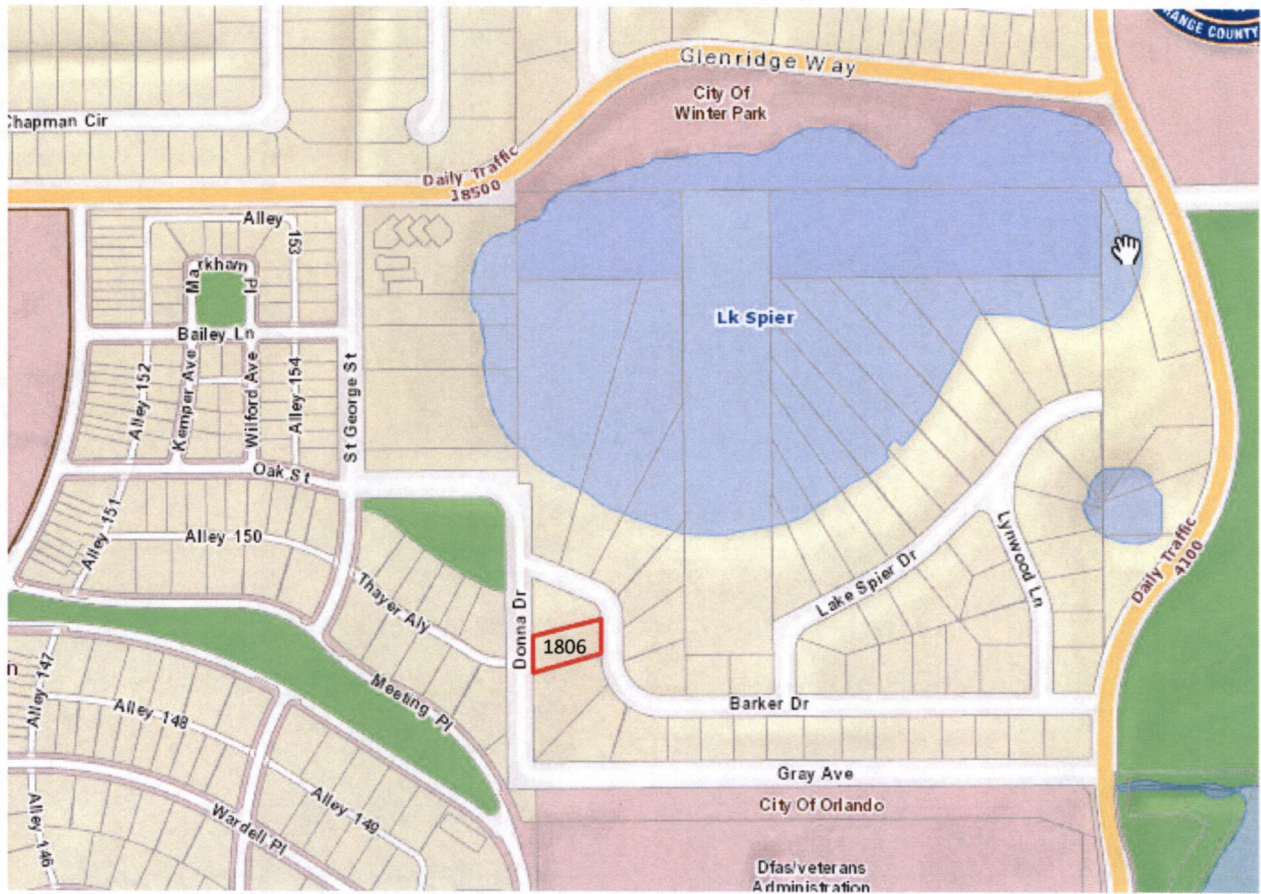 RANGE COUNTY
Glenridge Way
City Of
Winter Park
Chapman Cir
Daily Traffic
18500
Alley
153
Markham Pl
Bailey Ln
Lk Spier
St George St
Alley 152
Kemper Ave
Wilford Ave
Alley 154
Oak St
Alley 151
Alley 150
Thayer Aly
Donna Dr
1806
Lake Spier Dr
Lynwood Ln
Daily Traffic
4300
n
Alley 147
Alley 148
Meeting Pl
Barker Dr
Gray Ave
City Of Orlando
Alley 146
Wardell Pl
Alley 149
Dfas/veterans
Administration